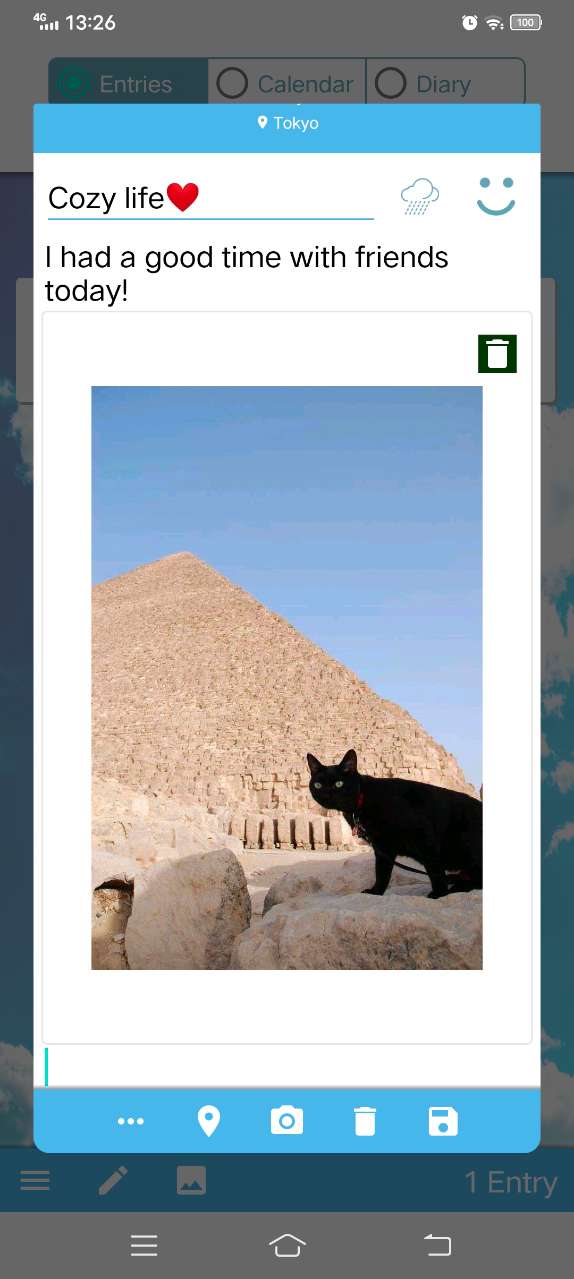 4G 13:26 100
Entries Calendar Diary
Tokyo
Cozy life❤️
I had a good time with friends
today!
1 Entry